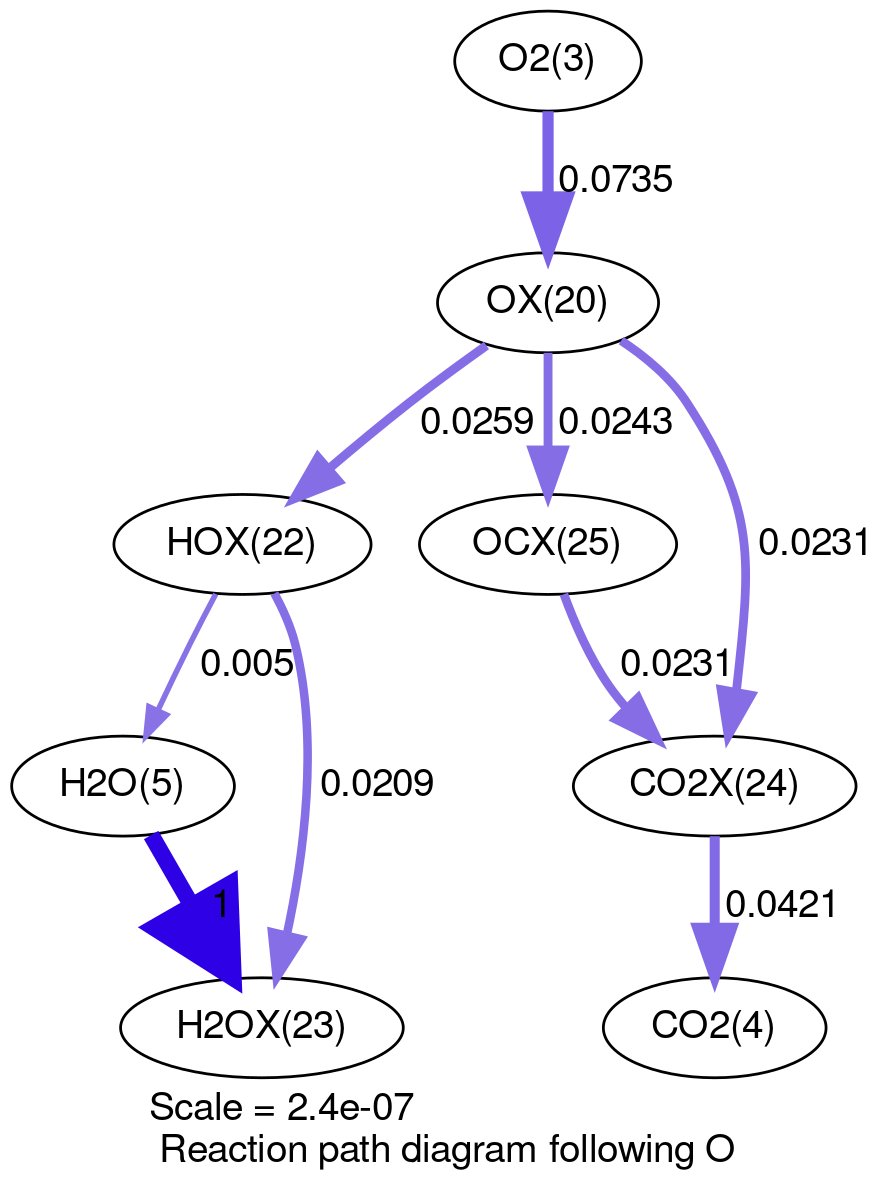 O2(3)
0.0735
OX(20)
0.0259
0.0243
HOX(22)
OCX(25)
0.0231
0.005
0.0231
H2O(5)
0.0209
CO2X(24)
1
0.0421
H2OX(23)
CO2(4)
Scale = 2.4e-07
Reaction path diagram following O